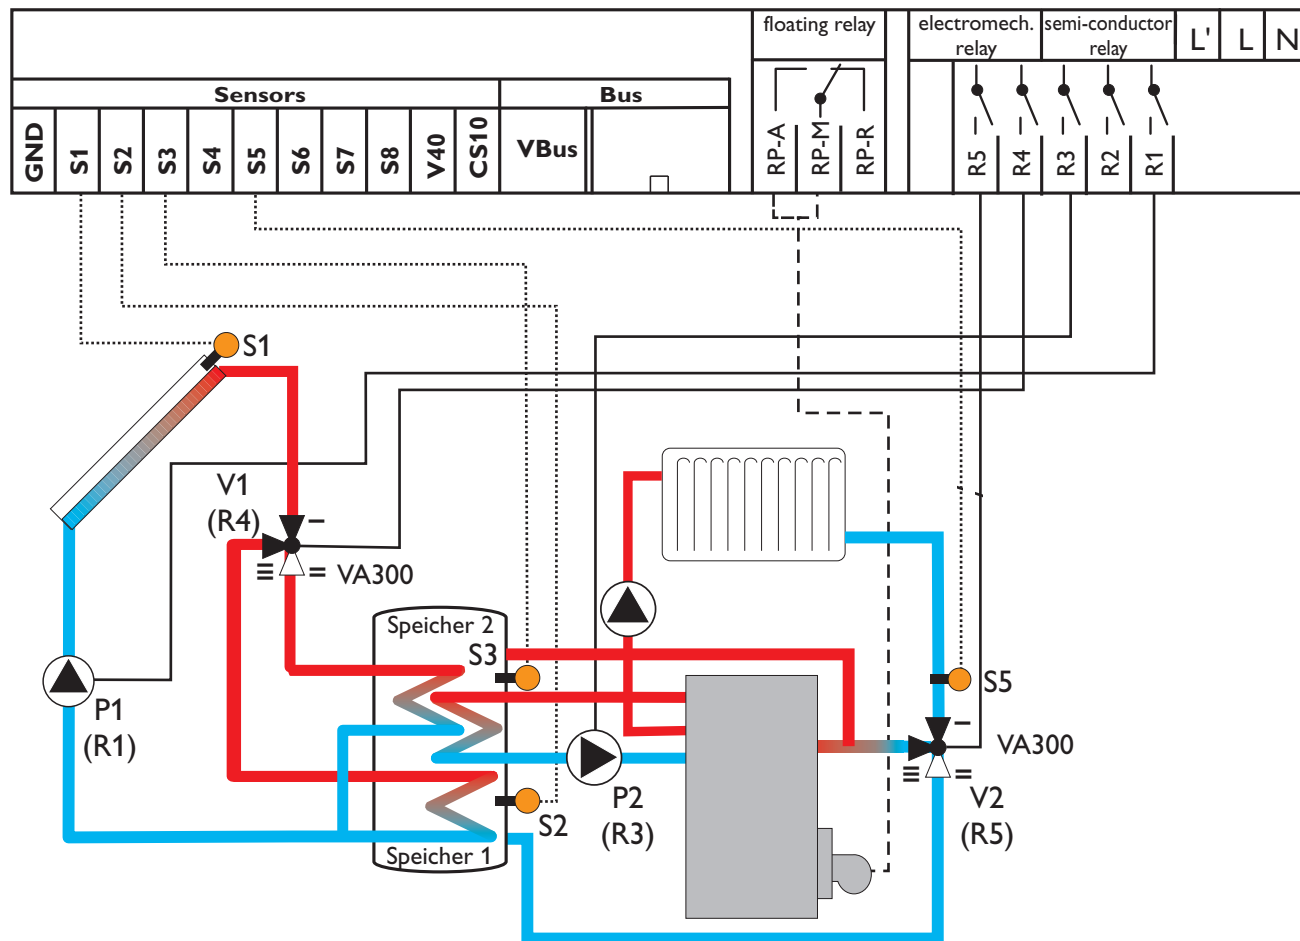 floating relay
electromech. relay
semi-conductor relay
L'
L
N
Sensors
Bus
GND
S1
S2
S3
S4
S5
S6
S7
S8
V40
CS10
VBus
RP-A
RP-M
RP-R
R5
R4
R3
R2
R1
S1
V1
(R4)
–
≡
=
VA300
Speicher 2
S3
S5
P1
(R1)
–
VA300
≡
=
P2
(R3)
V2
(R5)
S2
Speicher 1